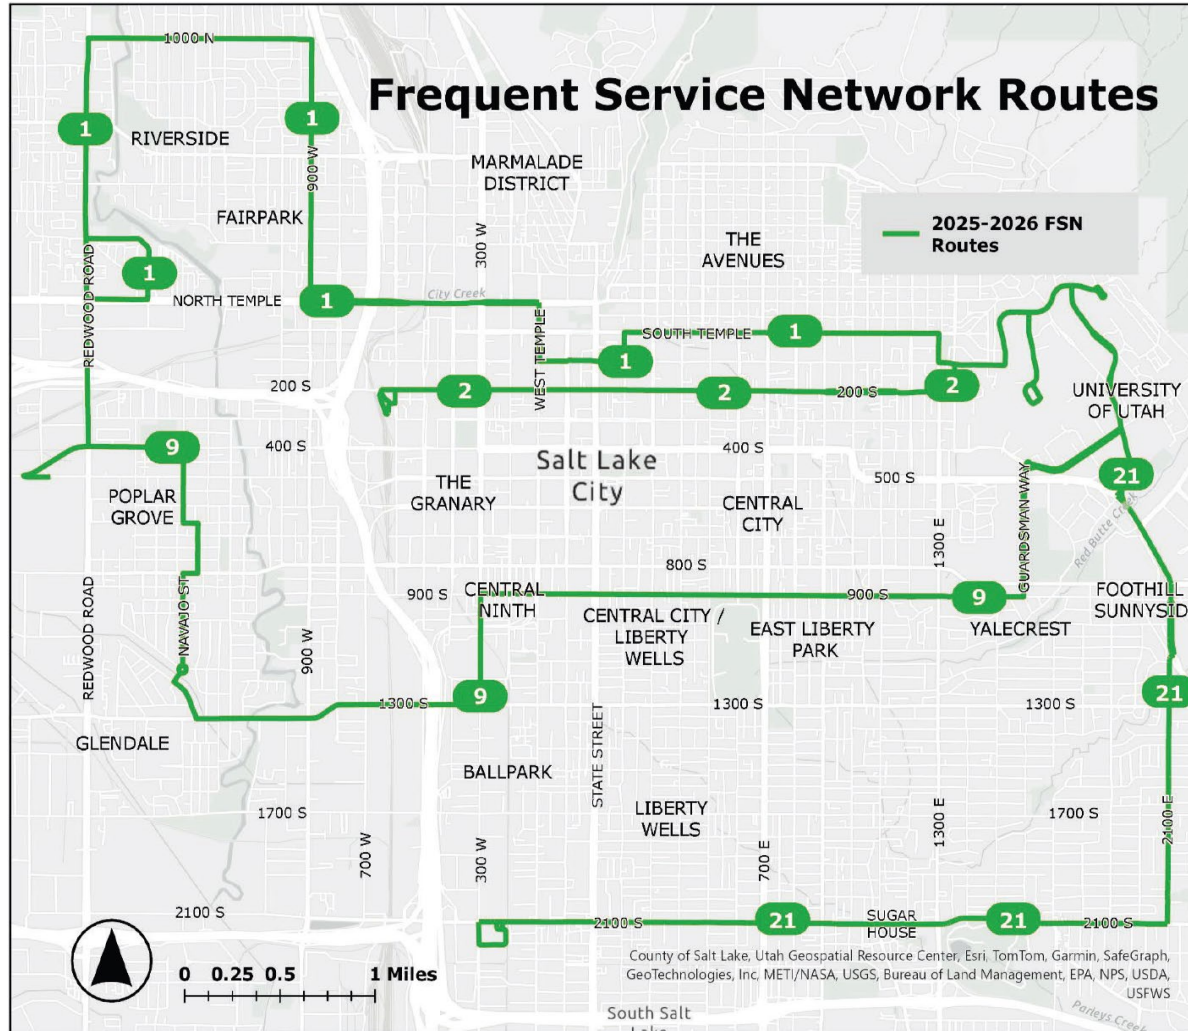 1000 N
Frequent Service Network Routes
1
1
RIVERSIDE
900 W
MARMALADE
DISTRICT
FAIRPARK
300 W
2025-2026 FSN
Routes
THE
AVENUES
REDWOOD ROAD
1
NORTH TEMPLE
1
City Creek
WEST TEMPLE
1
SOUTH TEMPLE
1
200 S
2
2
200 S
2
UNIVERSITY
OF UTAH
9
400 S
Salt Lake
City
400 S
500 S
21
POPLAR
GROVE
THE
GRANARY
CENTRAL
CITY
1300 E
GUARDSMAN WAY
Red Butte Creek
800 S
REDWOOD ROAD
NAVAJO ST
900 W
900 S
CENTRAL
NINTH
CENTRAL CITY /
LIBERTY
WELLS
EAST LIBERTY
PARK
900 S
9
YALECREST
FOOTHILL
SUNNYSID
1300 S
9
1300 S
1300 S
21
GLENDALE
BALLPARK
STATE STREET
1700 S
700 W
300 W
LIBERTY
WELLS
700 E
1300 E
1700 S
2100 E
2100 S
2100 S
21
SUGAR
HOUSE
21
2100 S
0 0.25 0.5 1 Miles
County of Salt Lake, Utah Geospatial Resource Center, Esri, TomTom, Garmin, SafeGraph,
GeoTechnologies, Inc, METI/NASA, USGS, Bureau of Land Management, EPA, NPS, USDA,
USFWS
South Salt
Lake
Parleys Creek